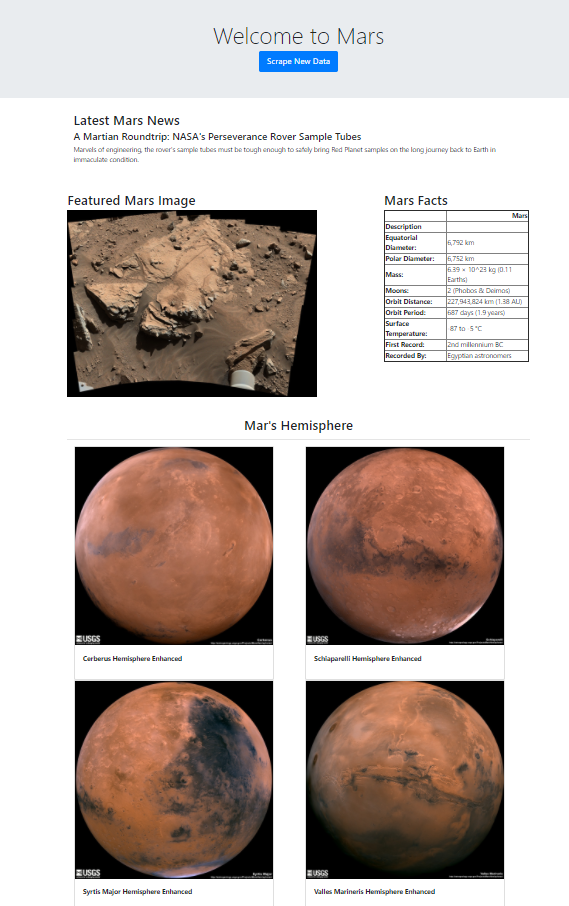 Welcome to Mars
Scrape New Data
Latest Mars News
A Martian Roundtrip: NASA's Perseverance Rover Sample Tubes
Marvels of engineering, the rover's sample tubes must be tough enough to safely bring Red Planet samples on the long journey back to Earth in
immaculate condition.
Featured Mars Image
Mars Facts
Mars
Description
Equatorial
Diameter:
6,792 km
Polar Diameter:
6,752 km
Mass:
6.39 × 10^23 kg (0.11
Earths)
Moons:
2 (Phobos & Deimos)
Orbit Distance:
227,943,824 km (1.38 AU)
Orbit Period:
687 days (1.9 years)
Surface
Temperature:
-87 to -5 °C
First Record:
2nd millennium BC
Recorded By:
Egyptian astronomers
Mar's Hemisphere
USGS
Cerberus
USGS
Schiaparelli
Cerberus Hemisphere Enhanced
Schiaparelli Hemisphere Enhanced
USGS
Syrtis Major
USGS
Valles Marineris
Syrtis Major Hemisphere Enhanced
Valles Marineris Hemisphere Enhanced